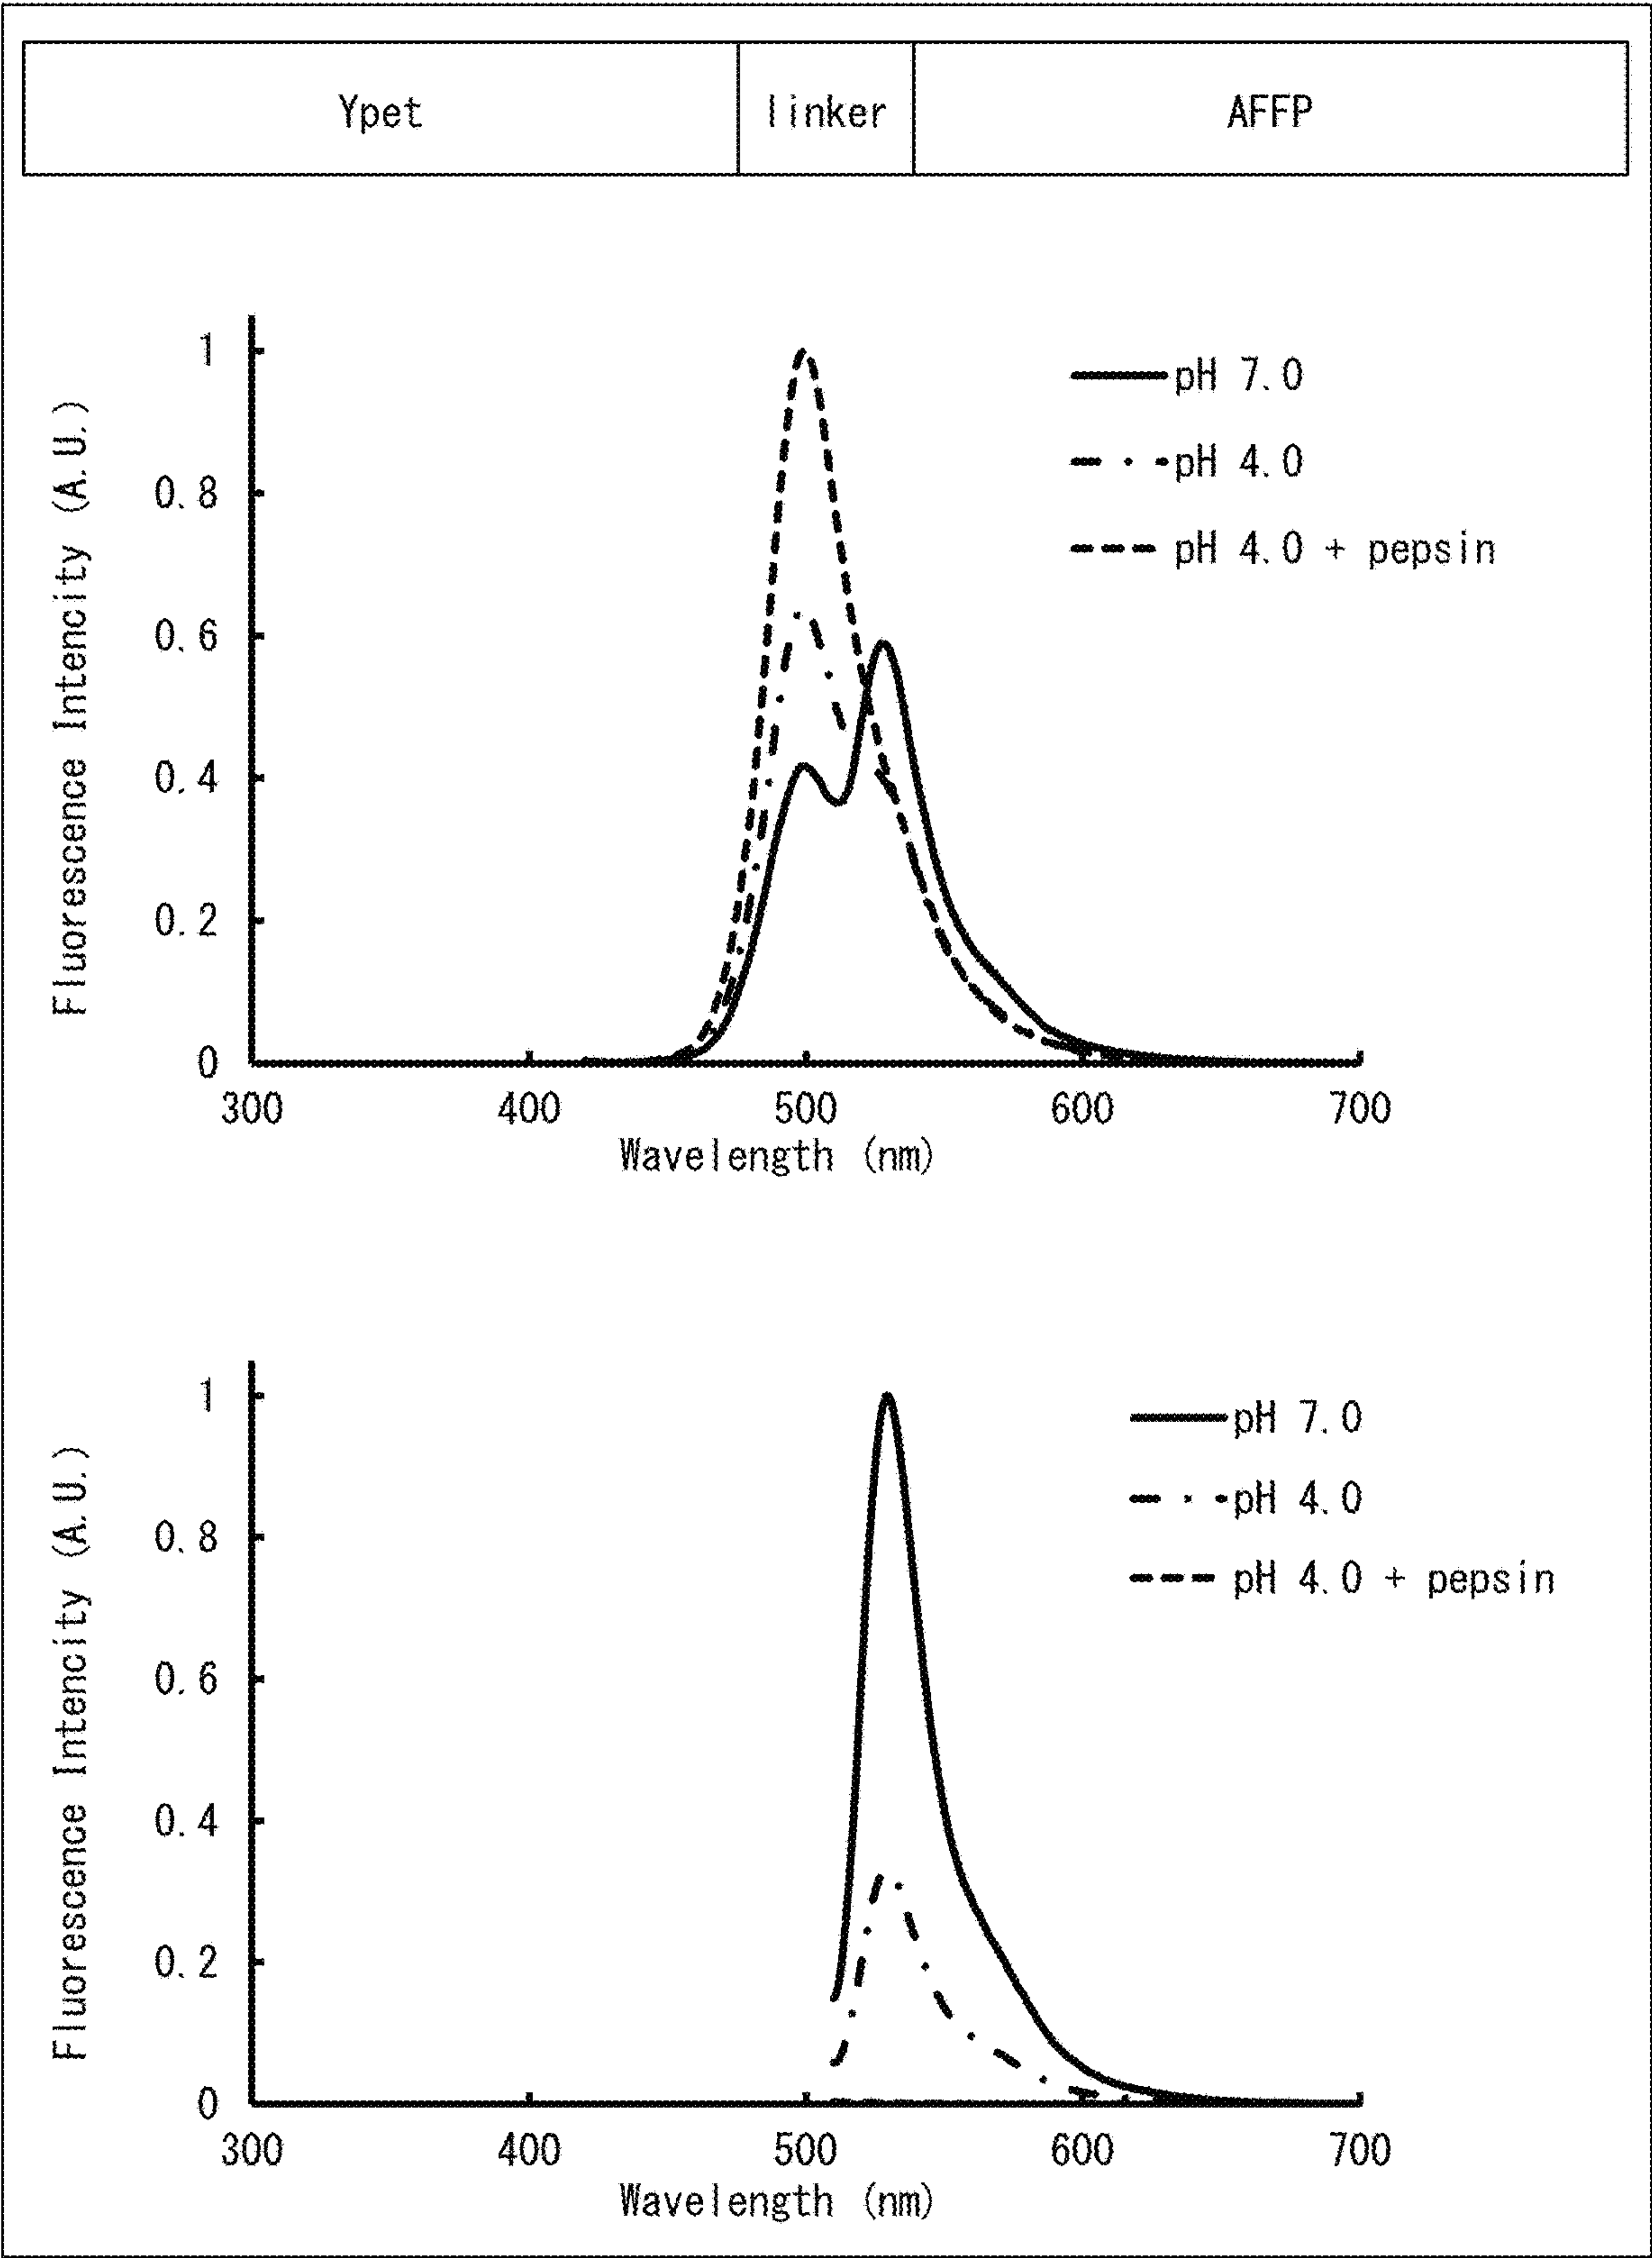 Ypet linker AFFP
Fluorescence Intencity (A.U.)
1
0.8
0.6
0.4
0.2
0
pH 7.0
pH 4.0
pH 4.0 + pepsin
300 400 500 600 700
Wavelength (nm)
Fluorescence Intencity (A.U.)
1
0.8
0.6
0.4
0.2
0
pH 7.0
pH 4.0
pH 4.0 + pepsin
300 400 500 600 700
Wavelength (nm)